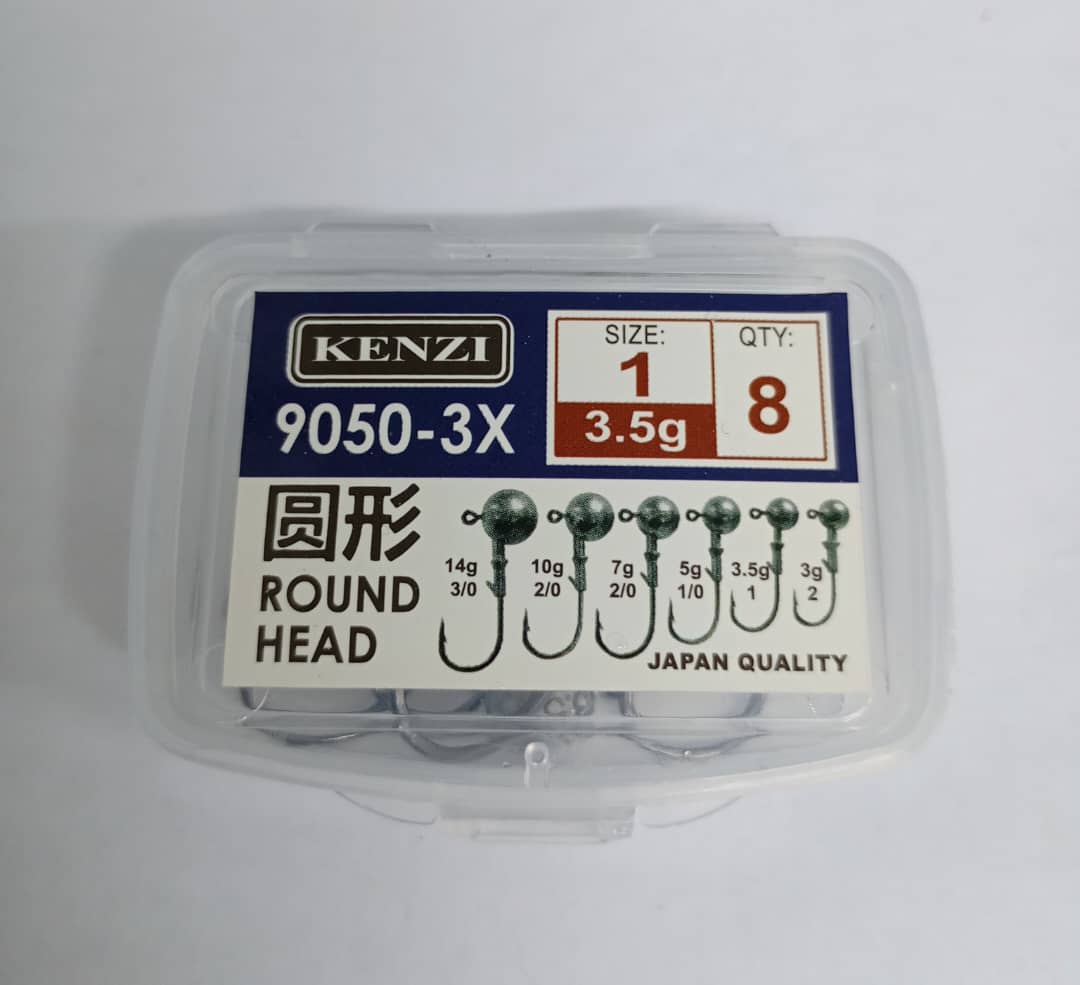 KENZI
9050-3X
SIZE:
1
3.5g
QTY:
8
圆形
ROUND
HEAD
14g
3/0
10g
2/0
7g
2/0
5g
1/0
3.5g
1
3g
2
JAPAN QUALITY